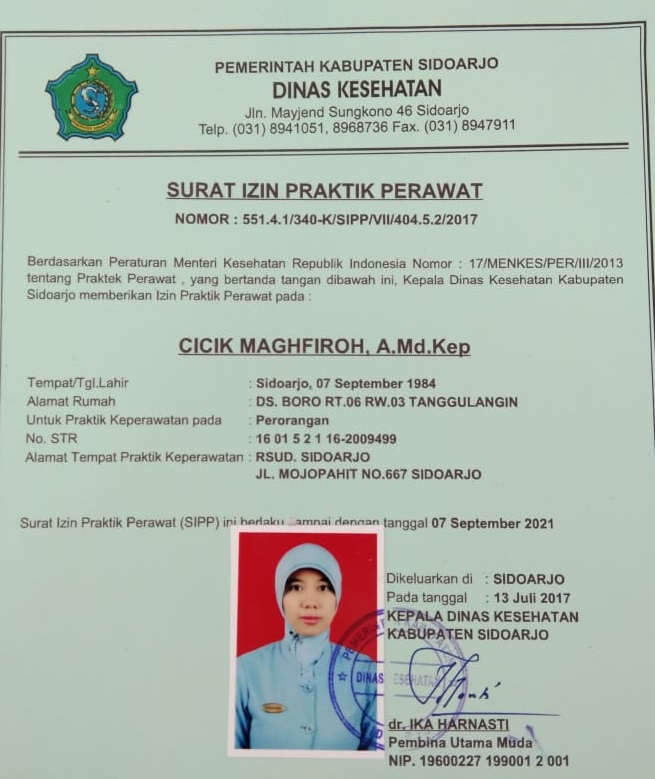 PEMERINTAH KABUPATEN SIDOARJO
DINAS KESEHATAN
Jln. Mayjend Sungkono 46 Sidoarjo
Telp. (031) 8941051, 8968736 Fax. (031) 8947911
SURAT IZIN PRAKTIK PERAWAT
NOMOR : 551.4.1/340-K/SIPP/VII/404.5.2/2017
Berdasarkan Peraturan Menteri Kesehatan Republik Indonesia Nomor : 17/MENKES/PER/III/2013
tentang Praktek Perawat , yang bertanda tangan dibawah ini, Kepala Dinas Kesehatan Kabupaten
Sidoarjo memberikan Izin Praktik Perawat pada :
CICIK MAGHFIROH, A.Md.Kep
Tempat/Tgl.Lahir : Sidoarjo, 07 September 1984
Alamat Rumah : DS. BORO RT.06 RW.03 TANGGULANGIN
Untuk Praktik Keperawatan pada : Perorangan
No. STR : 16 01 5 2 1 16-2009499
Alamat Tempat Praktik Keperawatan : RSUD. SIDOARJO
JL. MOJOPAHIT NO.667 SIDOARJO
Surat Izin Praktik Perawat (SIPP) ini berlaku sampai dengan tanggal 07 September 2021
Dikeluarkan di : SIDOARJO
Pada tanggal : 13 Juli 2017
KEPALA DINAS KESEHATAN
KABUPATEN SIDOARJO
DINAS KESEHATAN
dr. IKA HARNASTI
Pembina Utama Muda
NIP. 19600227 199001 2 001